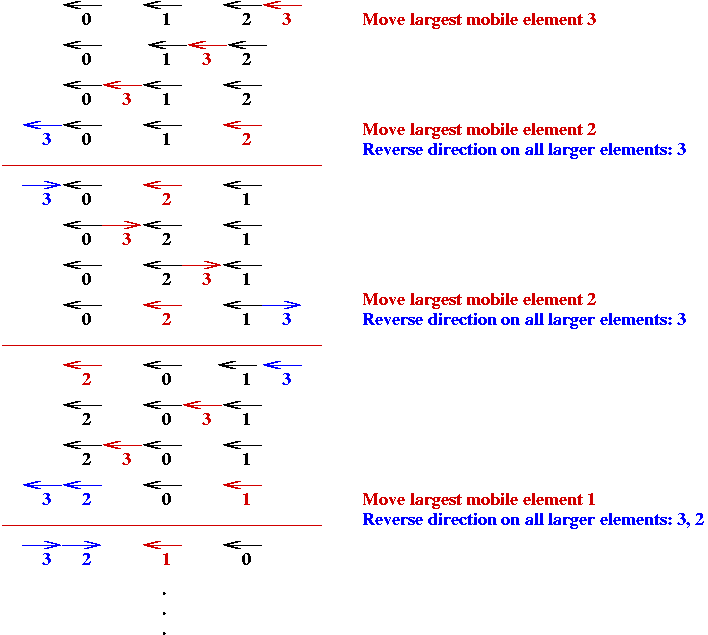 0 1 2 3 Move largest mobile element 3
0 1 3 2
0 3 1 2
3 0 1 2 Move largest mobile element 2
Reverse direction on all larger elements: 3
3 0 2 1
0 3 2 1
0 2 3 1
0 2 1 3 Move largest mobile element 2
Reverse direction on all larger elements: 3
2 0 1 3
2 0 3 1
2 3 0 1
3 2 0 1 Move largest mobile element 1
Reverse direction on all larger elements: 3, 2
3 2 1 0
.
.
.